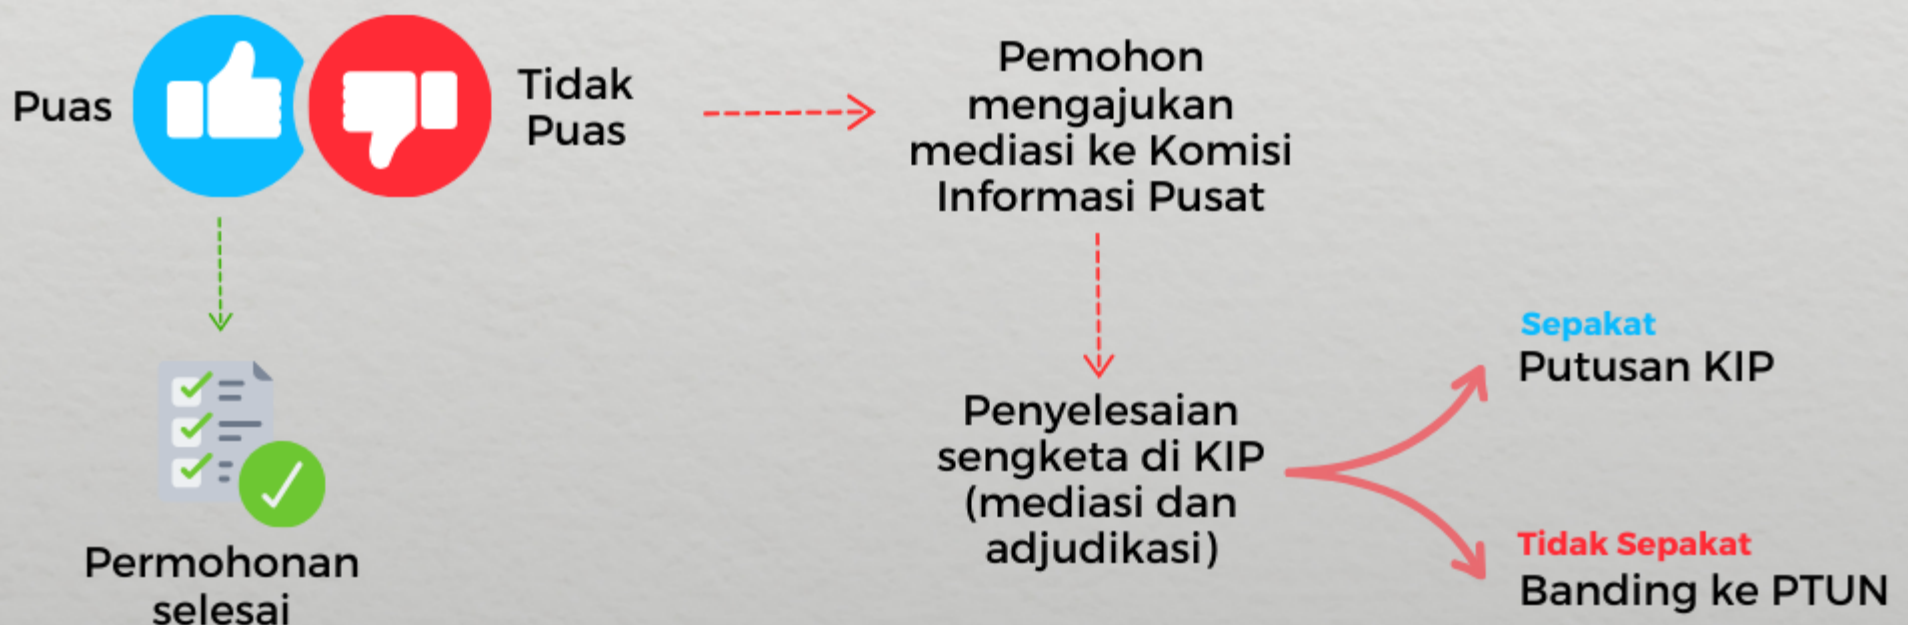 Puas
Tidak
Puas
Pemohon
mengajukan
mediasi ke Komisi
Informasi Pusat
Permohonan
selesai
Penyelesaian
sengketa di KIP
(mediasi dan
adjudikasi)
Sepakat
Putusan KIP
Tidak Sepakat
Banding ke PTUN